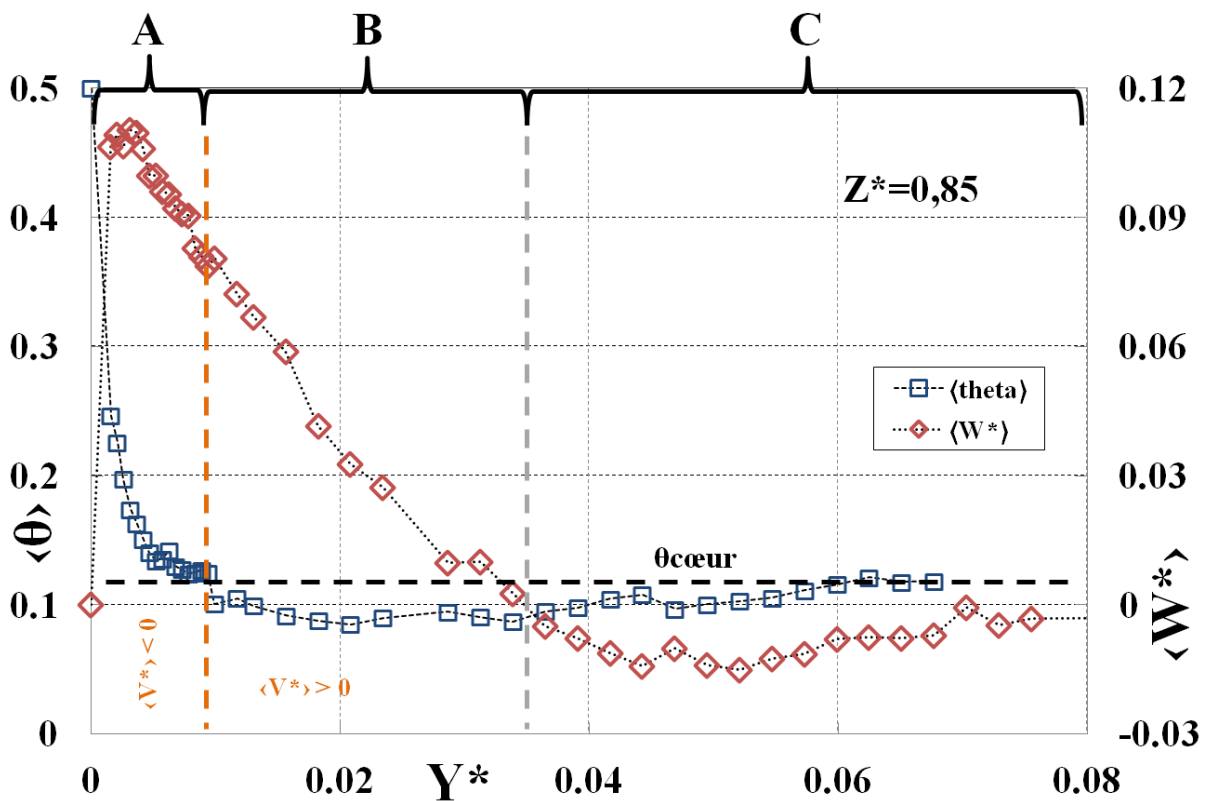 A B C
0.5 0.12
Z*=0,85
0.4 0.09
0.3 0.06
⟨theta⟩
⟨W*⟩
0.2 0.03
⟨θ⟩
θcœur
0.1 0
⟨W*⟩
⟨V*⟩ < 0
⟨V*⟩ > 0
0 -0.03
0 0.02 0.04 0.06 0.08
Y*